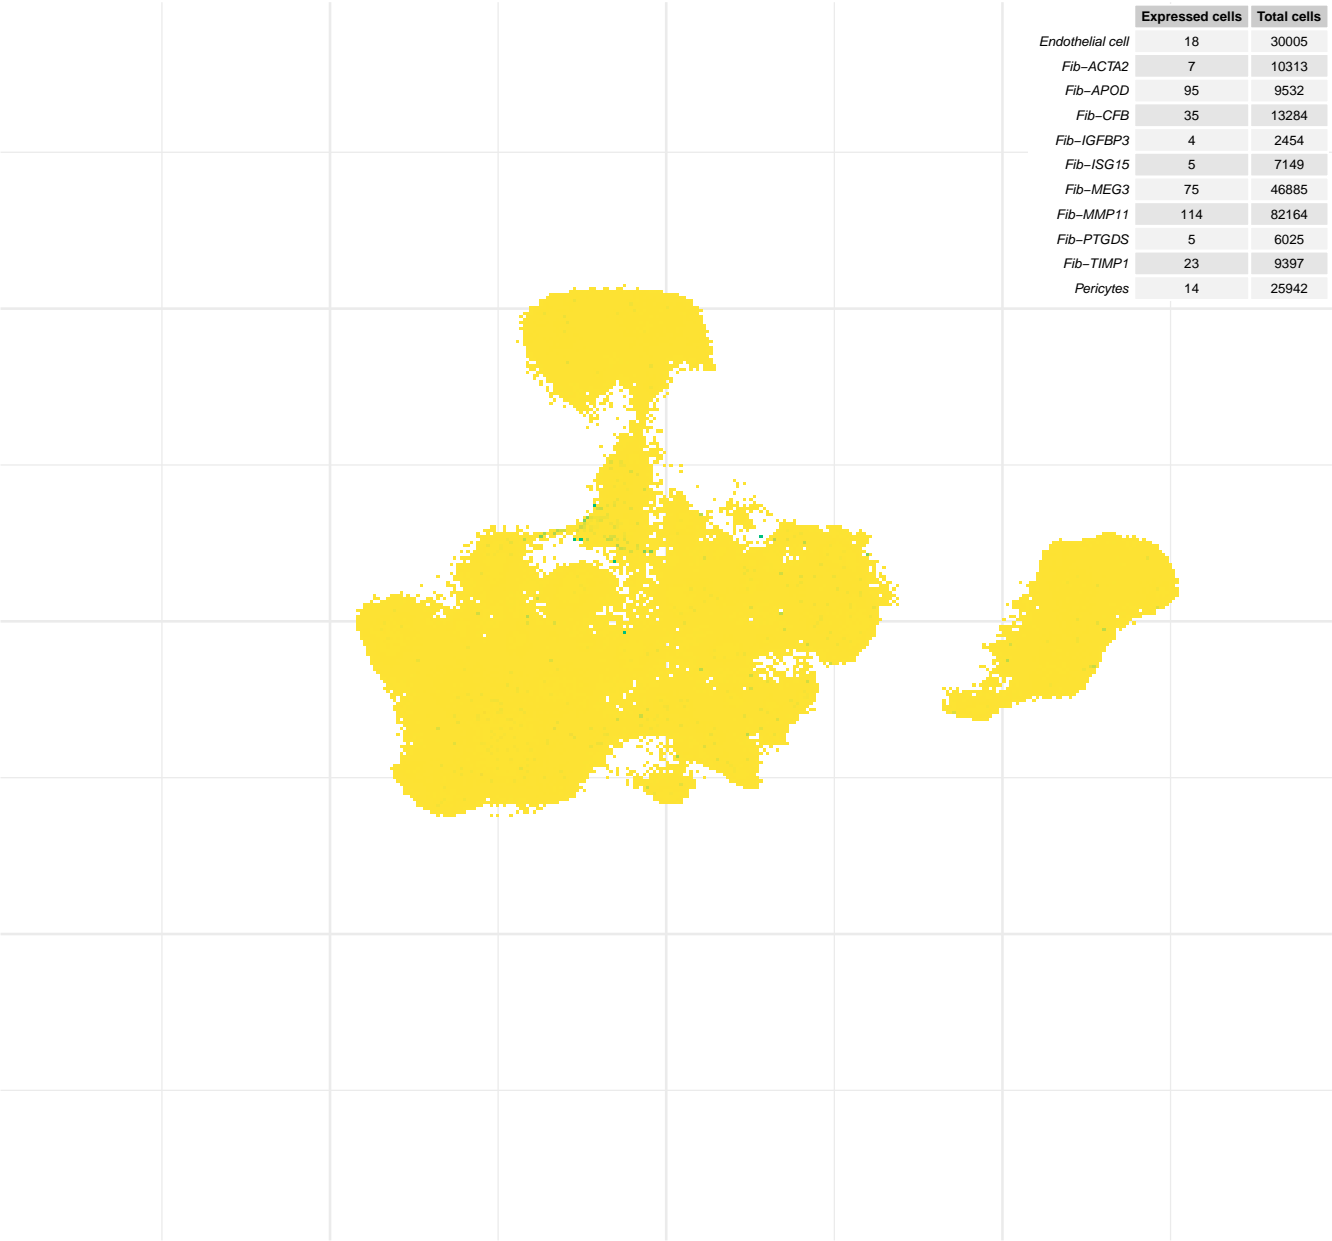 Expressed cells Total cells
Endothelial cell 18 30005
Fib−ACTA2 7 10313
Fib−APOD 95 9532
Fib−CFB 35 13284
Fib−IGFBP3 4 2454
Fib−ISG15 5 7149
Fib−MEG3 75 46885
Fib−MMP11 114 82164
Fib−PTGDS 5 6025
Fib−TIMP1 23 9397
Pericytes 14 25942